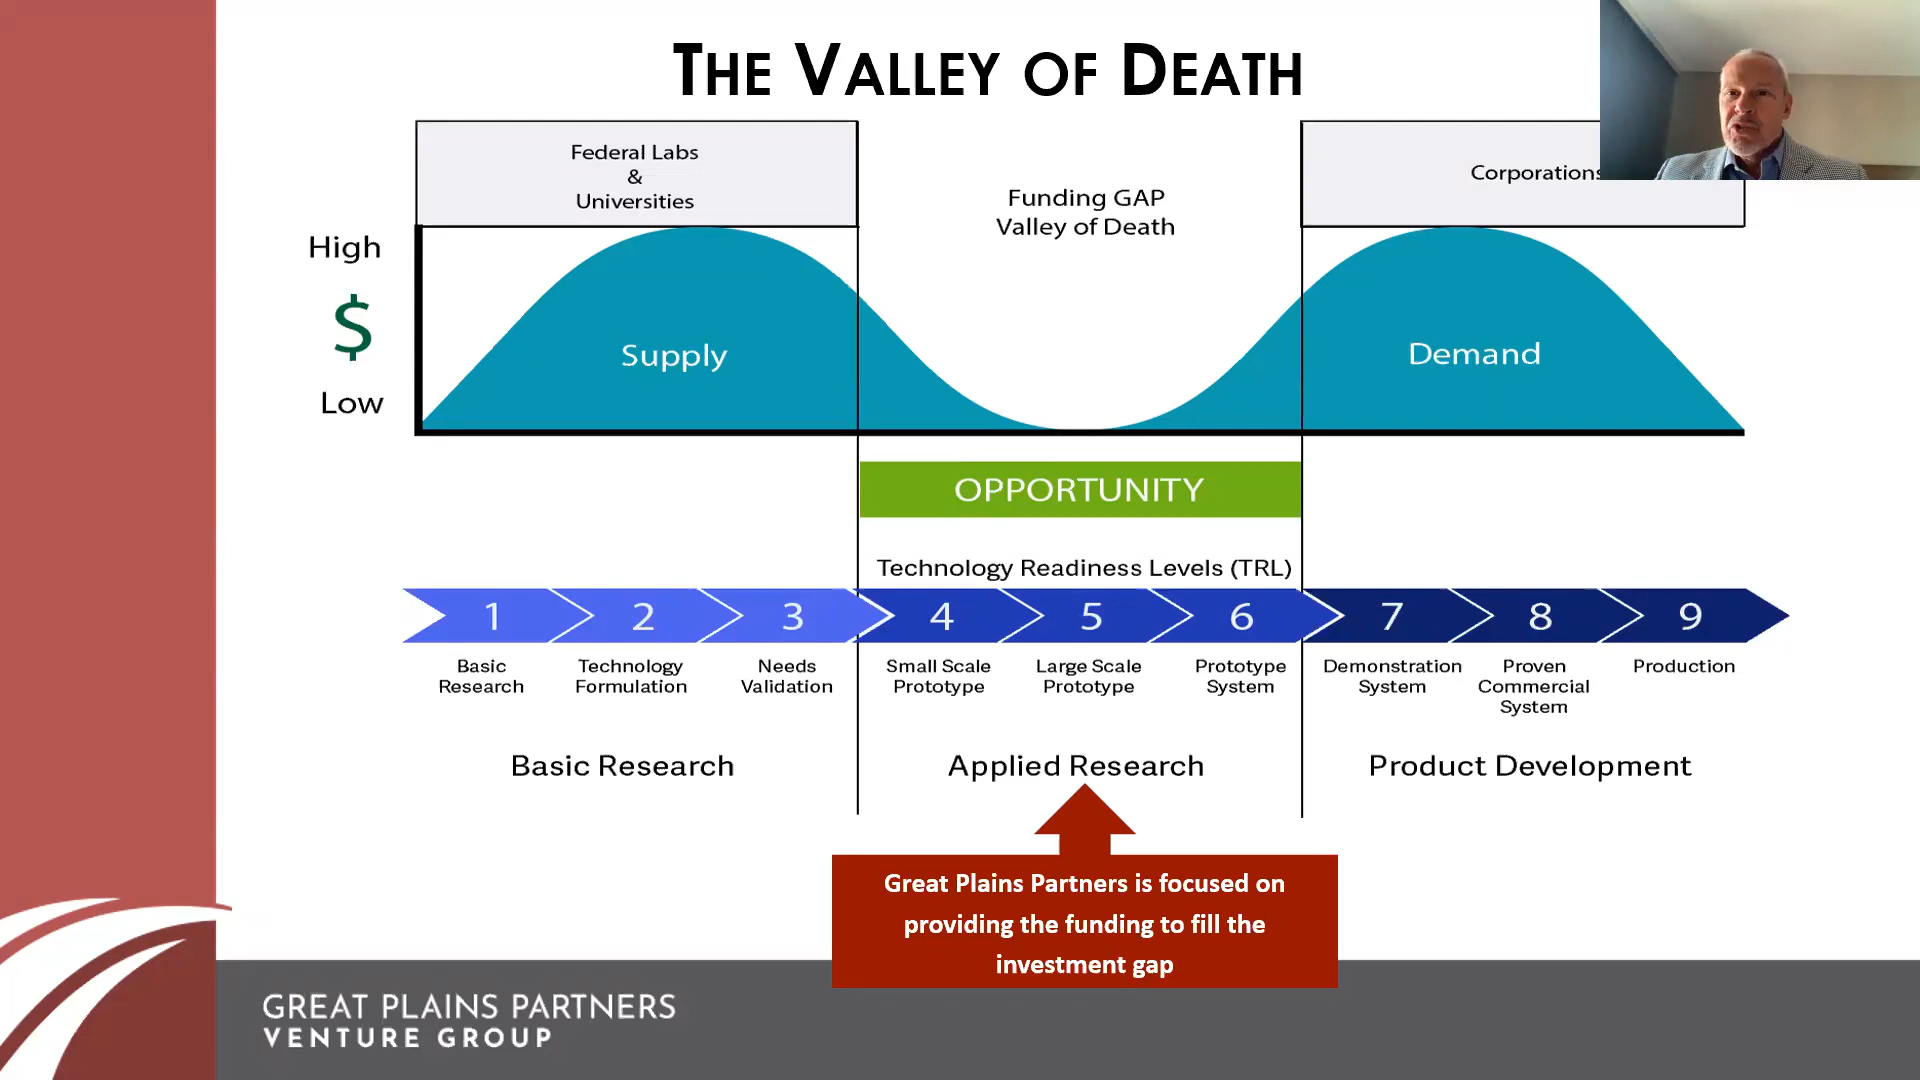 THE VALLEY OF DEATH
Federal Labs
&
Universities
Funding GAP
Valley of Death
Corporations
High
$
Low
Supply
Demand
OPPORTUNITY
Technology Readiness Levels (TRL)
1
2
3
4
5
6
7
8
9
Basic
Research
Technology
Formulation
Needs
Validation
Small Scale
Prototype
Large Scale
Prototype
Prototype
System
Demonstration
System
Proven
Commercial
System
Production
Basic Research
Applied Research
Product Development
Great Plains Partners is focused on
providing the funding to fill the
investment gap
GREAT PLAINS PARTNERS
VENTURE GROUP